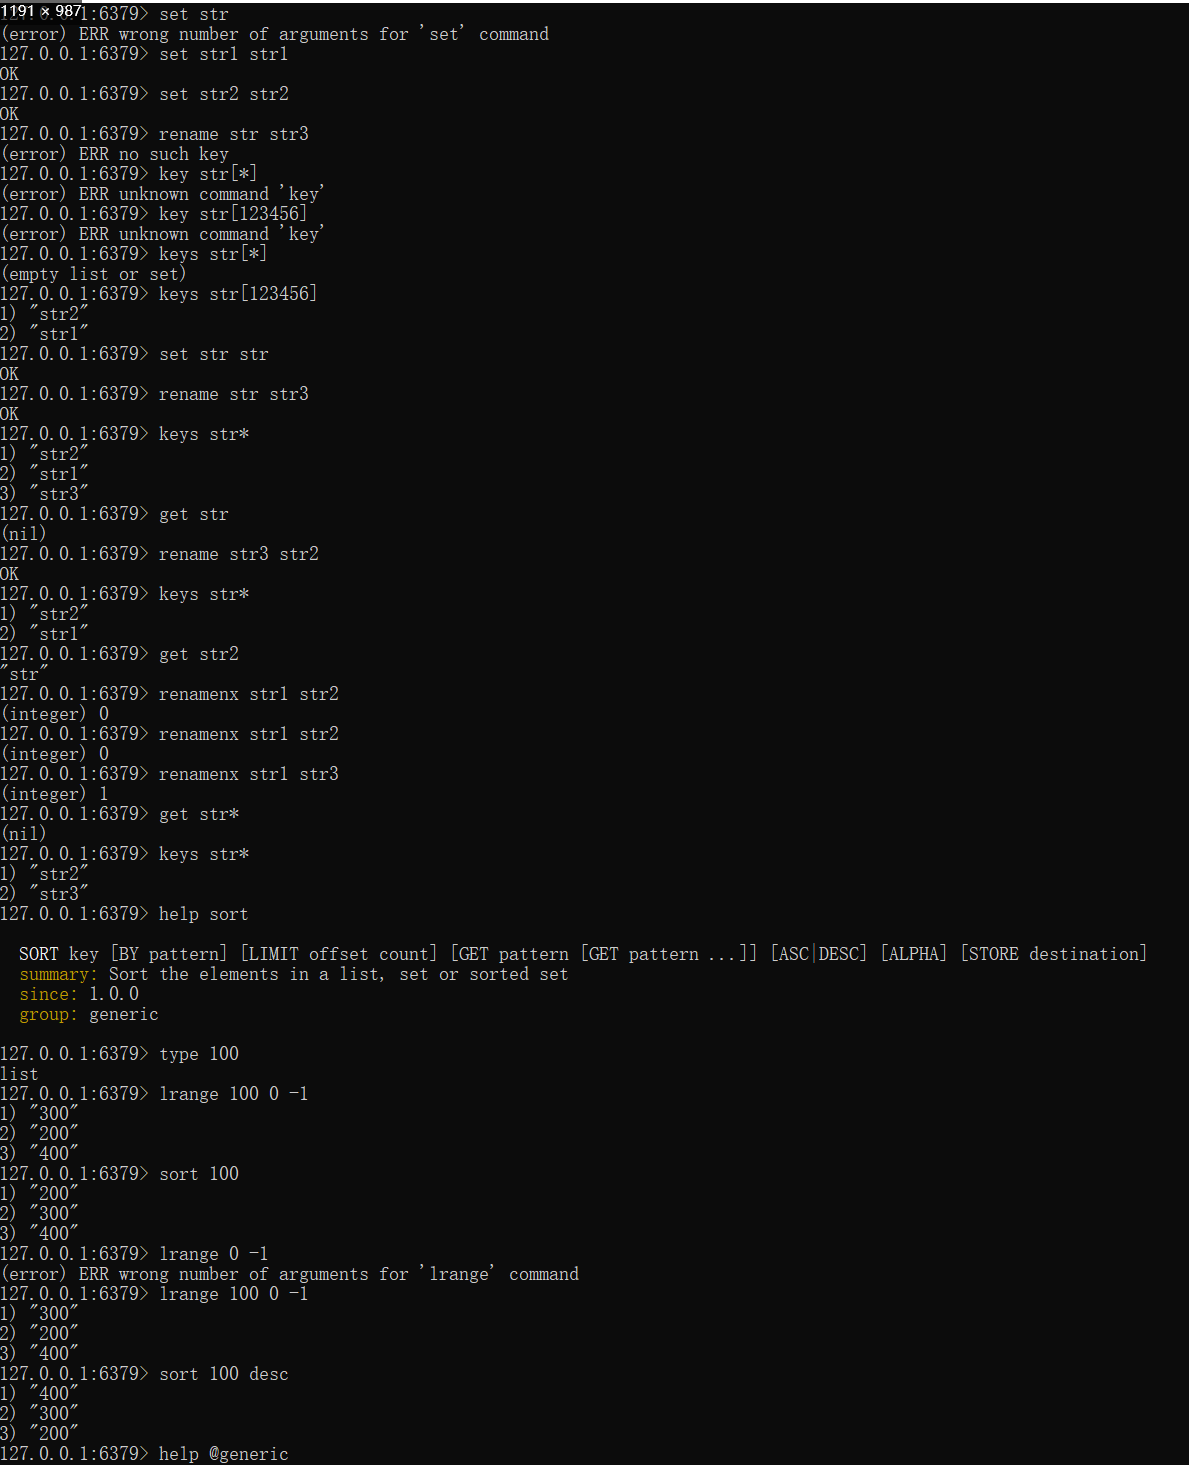 1191 × 987
1:6379> set str
(error) ERR wrong number of arguments for 'set' command
127.0.0.1:6379> set str1 str1
OK
127.0.0.1:6379> set str2 str2
OK
127.0.0.1:6379> rename str str3
(error) ERR no such key
127.0.0.1:6379> key str[*]
(error) ERR unknown command 'key'
127.0.0.1:6379> key str[123456]
(error) ERR unknown command 'key'
127.0.0.1:6379> keys str[*]
(empty list or set)
127.0.0.1:6379> keys str[123456]
1) "str2"
2) "str1"
127.0.0.1:6379> set str str
OK
127.0.0.1:6379> rename str str3
OK
127.0.0.1:6379> keys str*
1) "str2"
2) "str1"
3) "str3"
127.0.0.1:6379> get str
(nil)
127.0.0.1:6379> rename str3 str2
OK
127.0.0.1:6379> keys str*
1) "str2"
2) "str1"
127.0.0.1:6379> get str2
"str"
127.0.0.1:6379> renamenx str1 str2
(integer) 0
127.0.0.1:6379> renamenx str1 str2
(integer) 0
127.0.0.1:6379> renamenx str1 str3
(integer) 1
127.0.0.1:6379> get str*
(nil)
127.0.0.1:6379> keys str*
1) "str2"
2) "str3"
127.0.0.1:6379> help sort
SORT key [BY pattern] [LIMIT offset count] [GET pattern [GET pattern ...]] [ASC|DESC] [ALPHA] [STORE destination]
summary: Sort the elements in a list, set or sorted set
since: 1.0.0
group: generic
127.0.0.1:6379> type 100
list
127.0.0.1:6379> lrange 100 0 -1
1) "300"
2) "200"
3) "400"
127.0.0.1:6379> sort 100
1) "200"
2) "300"
3) "400"
127.0.0.1:6379> lrange 0 -1
(error) ERR wrong number of arguments for 'lrange' command
127.0.0.1:6379> lrange 100 0 -1
1) "300"
2) "200"
3) "400"
127.0.0.1:6379> sort 100 desc
1) "400"
2) "300"
3) "200"
127.0.0.1:6379> help @generic